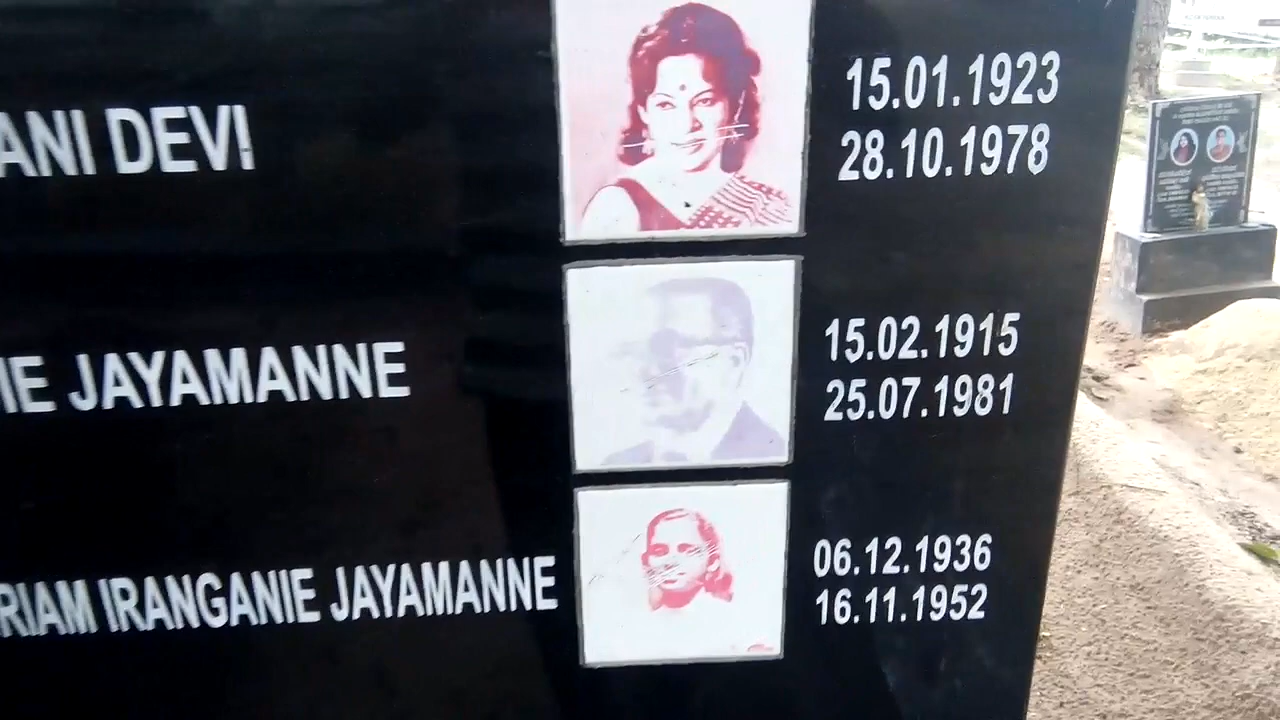 ANI DEVI
15.01.1923
28.10.1978
IE JAYAMANNE
15.02.1915
25.07.1981
RIAM IRANGANIE JAYAMANNE
06.12.1936
16.11.1952